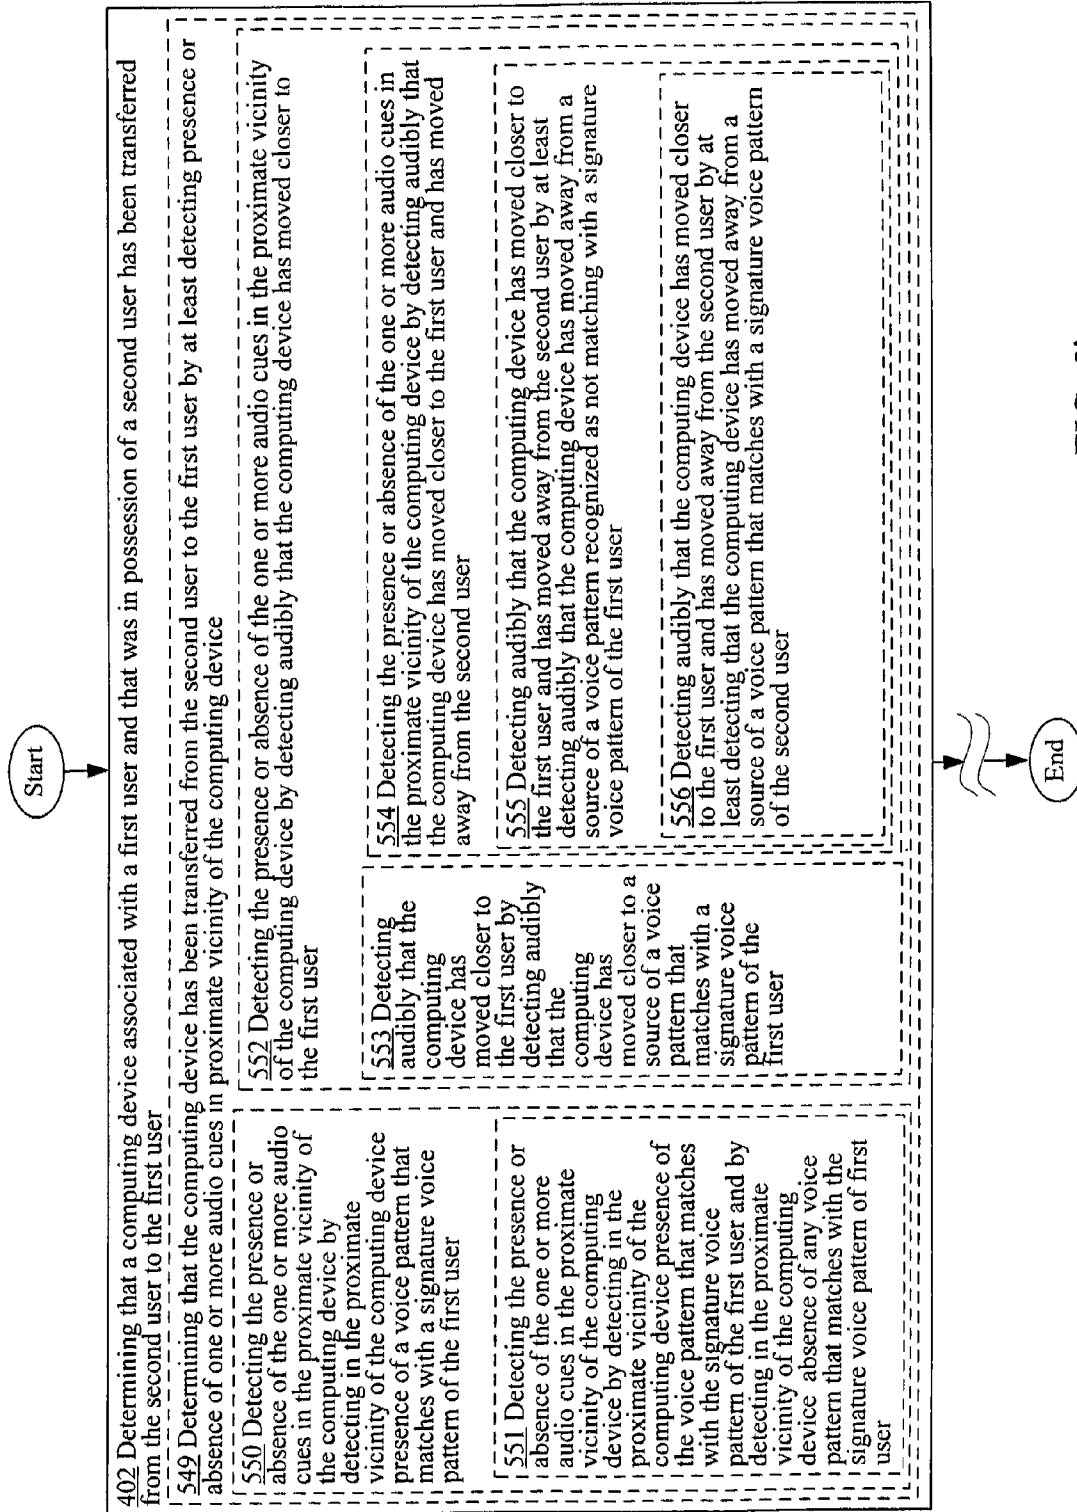 Start
402 Determining that a computing device associated with a first user and that was in possession of a second user has been transferred
from the second user to the first user
549 Determining that the computing device has been transferred from the second user to the first user by at least detecting presence or
absence of one or more audio cues in proximate vicinity of the computing device
550 Detecting the presence or
absence of the one or more audio
cues in the proximate vicinity of
the computing device by
detecting in the proximate
vicinity of the computing device
presence of a voice pattern that
matches with a signature voice
pattern of the first user
551 Detecting the presence or
absence of the one or more
audio cues in the proximate
vicinity of the computing
device by detecting in the
proximate vicinity of the
computing device presence of
the voice pattern that matches
with the signature voice
pattern of the first user and by
detecting in the proximate
vicinity of the computing
device absence of any voice
pattern that matches with the
signature voice pattern of first
user
552 Detecting the presence or absence of the one or more audio cues in the proximate vicinity
of the computing device by detecting audibly that the computing device has moved closer to
the first user
553 Detecting
audibly that the
computing
device has
moved closer to
the first user by
detecting audibly
that the
computing
device has
moved closer to a
source of a voice
pattern that
matches with a
signature voice
pattern of the
first user
554 Detecting the presence or absence of the one or more audio cues in
the proximate vicinity of the computing device by detecting audibly that
the computing device has moved closer to the first user and has moved
away from the second user
555 Detecting audibly that the computing device has moved closer to
the first user and has moved away from the second user by at least
detecting audibly that the computing device has moved away from a
source of a voice pattern recognized as not matching with a signature
voice pattern of the first user
556 Detecting audibly that the computing device has moved closer
to the first user and has moved away from the second user by at
least detecting that the computing device has moved away from a
source of a voice pattern that matches with a signature voice pattern
of the second user
End